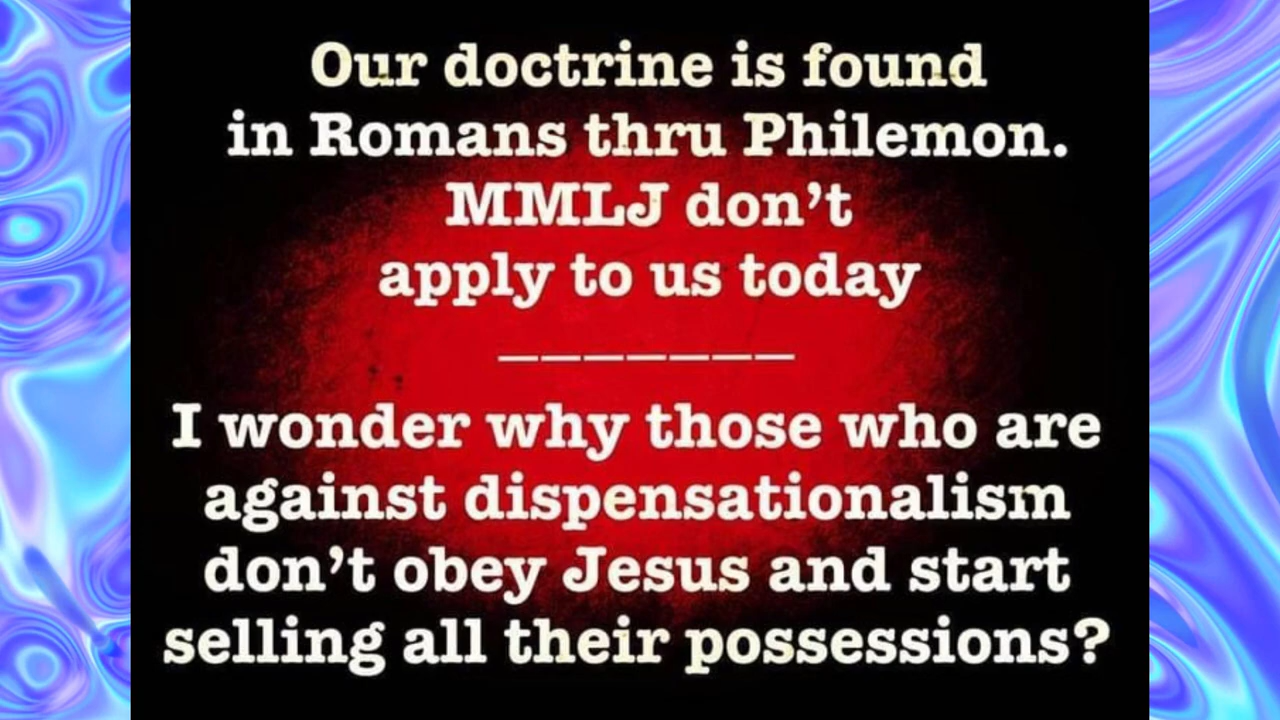 Our doctrine is found
in Romans thru Philemon.
MMLJ don’t
apply to us today
_______
I wonder why those who are
against dispensationalism
don’t obey Jesus and start
selling all their possessions?